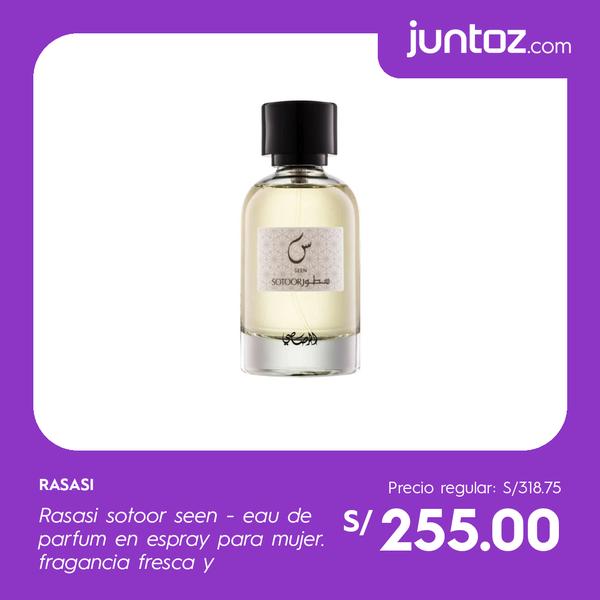 juntoz.com
س
SEEN
SOTOOR سطور
الرصاصي
RASASI
Precio regular: S/318.75
Rasasi sotoor seen - eau de
parfum en espray para mujer.
fragancia fresca y
S/ 255.00